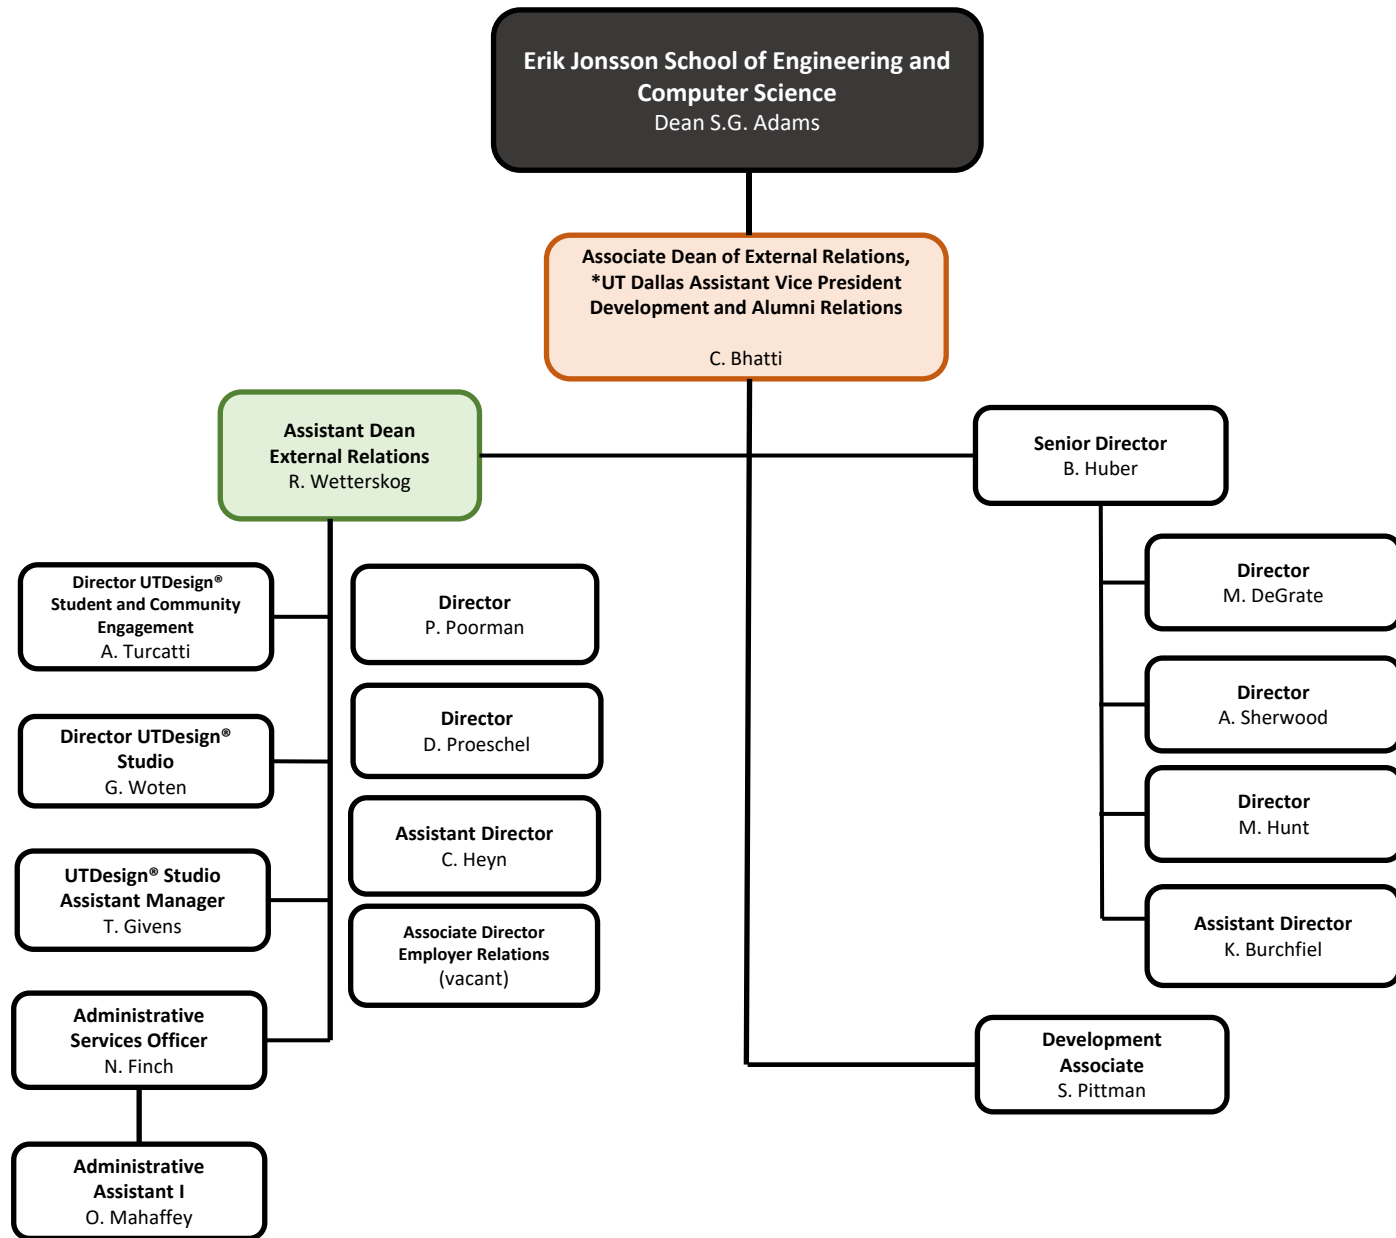 Erik Jonsson School of Engineering and
Computer Science
Dean S.G. Adams
Associate Dean of External Relations,
*UT Dallas Assistant Vice President
Development and Alumni Relations
C. Bhatti
Assistant Dean
External Relations
R. Wetterskog
Senior Director
B. Huber
Director UTDesign®
Student and Community
Engagement
A. Turcatti
Director
P. Poorman
Director
M. DeGrate
Director UTDesign®
Studio
G. Woten
Director
D. Proeschel
Director
A. Sherwood
UTDesign® Studio
Assistant Manager
T. Givens
Assistant Director
C. Heyn
Director
M. Hunt
Associate Director
Employer Relations
(vacant)
Assistant Director
K. Burchfiel
Administrative
Services Officer
N. Finch
Development
Associate
S. Pittman
Administrative
Assistant I
O. Mahaffey